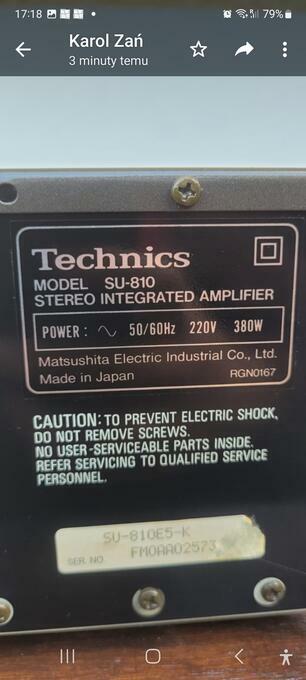 17:18
79%
Karol Zań
3 minuty temu
Technics
MODEL SU-810
STEREO INTEGRATED AMPLIFIER
POWER: 50/60Hz 220V 380W
Matsushita Electric Industrial Co., Ltd.
Made in Japan RGN0167
CAUTION: TO PREVENT ELECTRIC SHOCK,
DO NOT REMOVE SCREWS.
NO USER-SERVICEABLE PARTS INSIDE.
REFER SERVICING TO QUALIFIED SERVICE
PERSONNEL.
SU-810E5-K
SER. NO. FM0AA02573